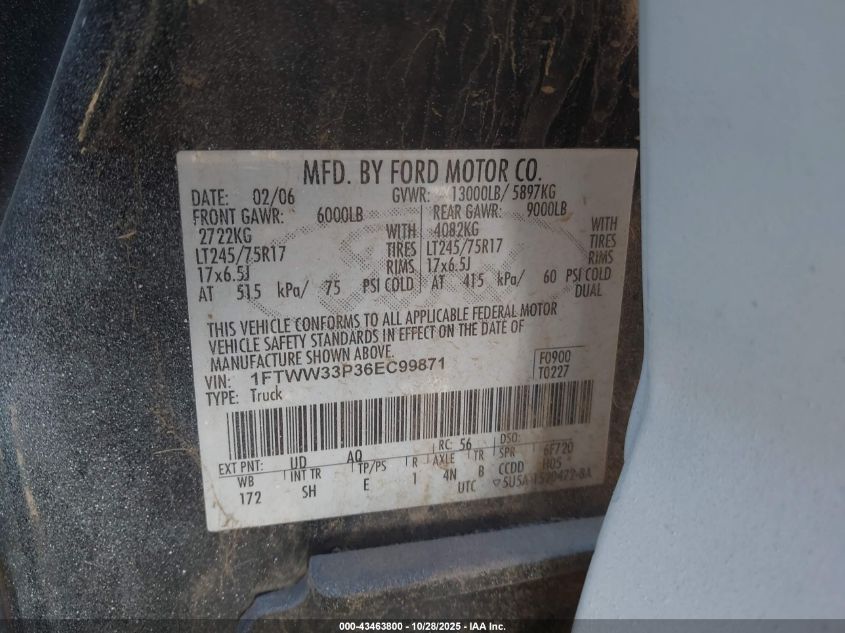 MFD. BY FORD MOTOR CO.
DATE: 02/06 GVWR: 13000LB/ 5897KG
FRONT GAWR: 6000LB REAR GAWR: 9000LB
2722KG WITH 4082KG WITH
LT245/75R17 TIRES LT245/75R17 TIRES
17x6.5J RIMS 17x6.5J RIMS
AT 515 kPa/ 75 PSI COLD AT 415 kPa/ 60 PSI COLD
DUAL
THIS VEHICLE CONFORMS TO ALL APPLICABLE FEDERAL MOTOR
VEHICLE SAFETY STANDARDS IN EFFECT ON THE DATE OF
MANUFACTURE SHOWN ABOVE.
VIN: 1FTWW33P36EC99871 F0900
TYPE: Truck T0227
EXT PNT: UD AQ RC: 56 DSO:
WB INT TR TP/PS R AXLE TR SPR 6F720
172 SH E 1 4N B CCDD H05
UTC
000-43463800 - 10/28/2025 - IAA Inc.